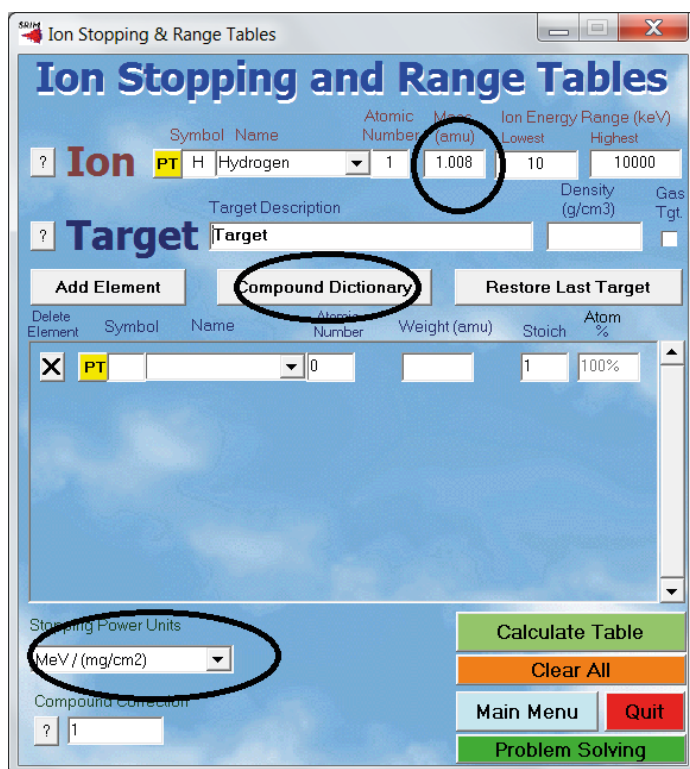 SRIM Ion Stopping & Range Tables X
Ion Stopping and Range Tables
Atomic Mass Ion Energy Range (keV)
Symbol Name Number (amu) Lowest Highest
? Ion PT H Hydrogen 1 1.008 10 10000
Density Gas
Target Description (g/cm3) Tgt.
? Target Target
Add Element Compound Dictionary Restore Last Target
Delete Atomic Atom
Element Symbol Name Number Weight (amu) Stoich %
X PT 0 1 100%
Stopping Power Units
MeV / (mg/cm2)
Calculate Table
Clear All
Compound Correction
? 1
Main Menu Quit
Problem Solving